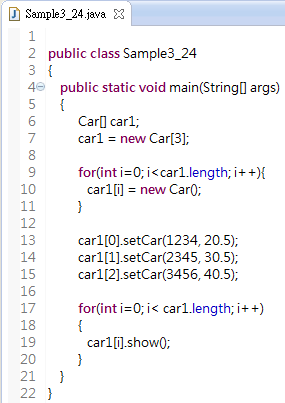 Sample3_24.java
1
2 public class Sample3_24
3 {
4 public static void main(String[] args)
5 {
6 Car[] car1;
7 car1 = new Car[3];
8
9 for(int i=0; i<car1.length; i++){
10 car1[i] = new Car();
11 }
12
13 car1[0].setCar(1234, 20.5);
14 car1[1].setCar(2345, 30.5);
15 car1[2].setCar(3456, 40.5);
16
17 for(int i=0; i< car1.length; i++)
18 {
19 car1[i].show();
20 }
21 }
22 }